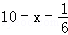 10 − x − 1/6